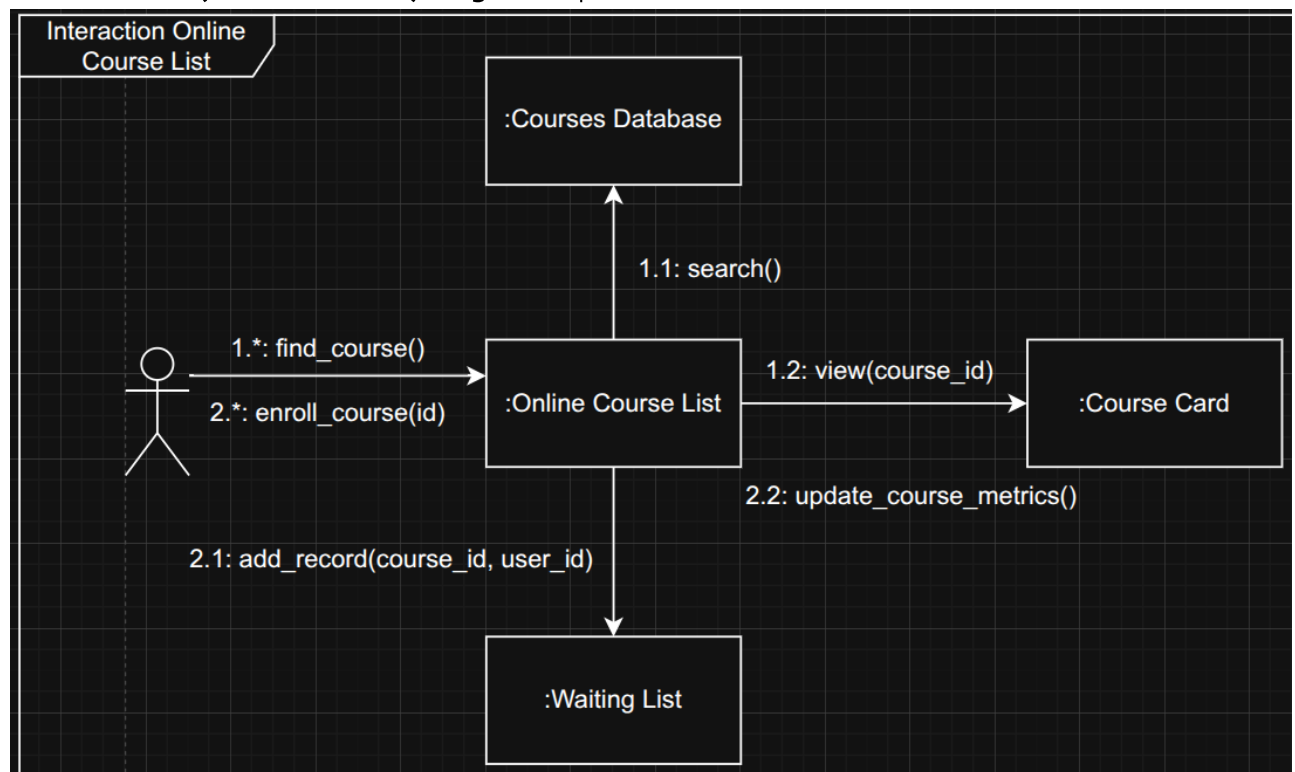 Interaction Online
Course List
:Courses Database
1.1: search()
1.*: find_course()
2.*: enroll_course(id)
:Online Course List
1.2: view(course_id)
:Course Card
2.2: update_course_metrics()
2.1: add_record(course_id, user_id)
:Waiting List